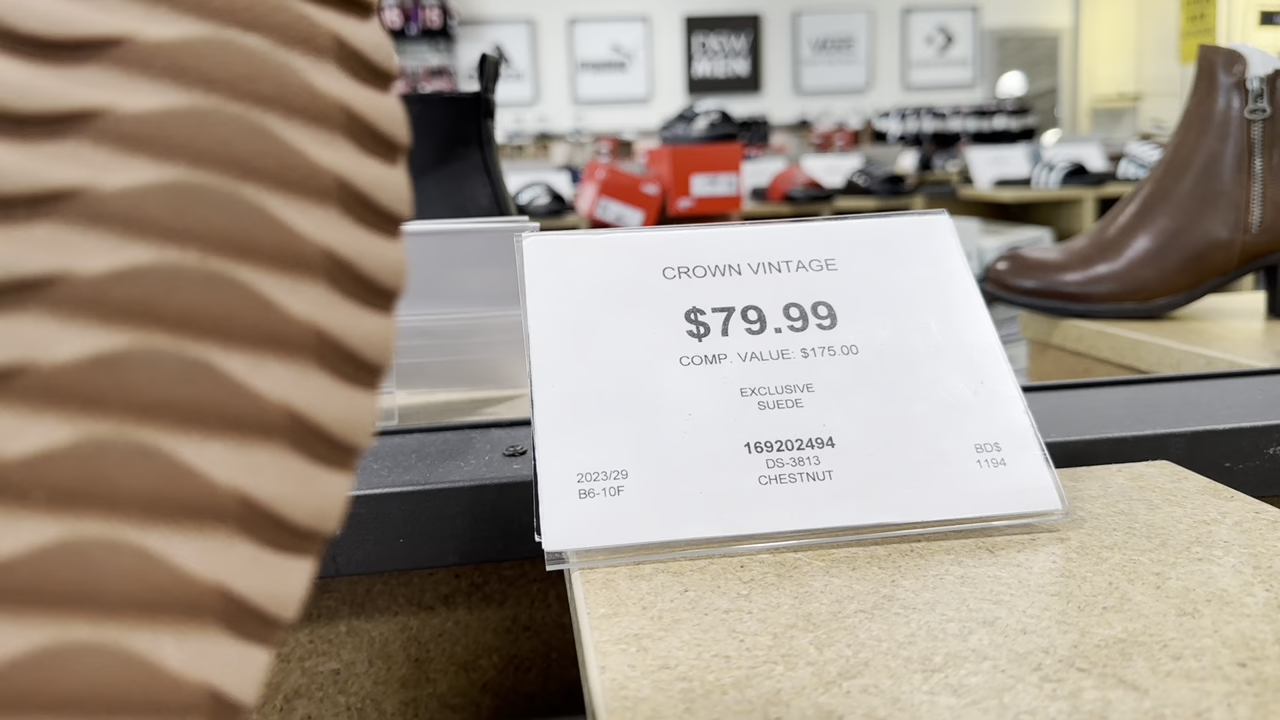 DSW
MEN
CROWN VINTAGE
$79.99
COMP. VALUE: $175.00
EXCLUSIVE
SUEDE
169202494
DS-3813
CHESTNUT
2023/29
B6-10F
BD$
1194